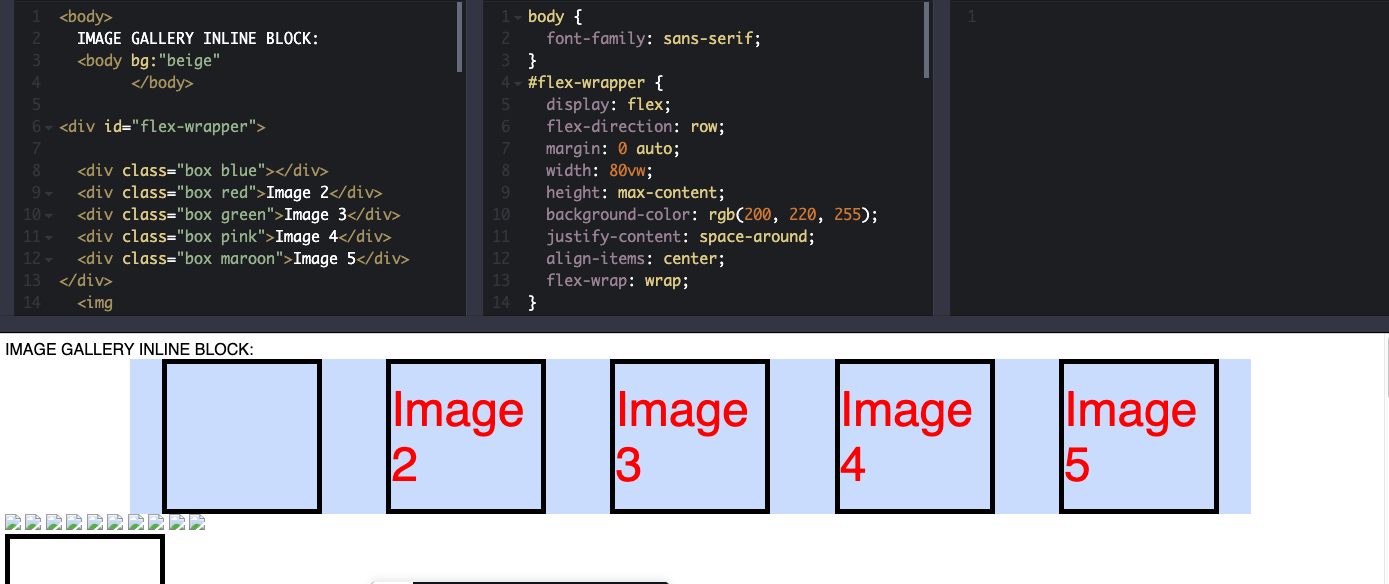 1 <body>
2 IMAGE GALLERY INLINE BLOCK:
3 <body bg:"beige"
4 </body>
5
6 <div id="flex-wrapper">
7
8 <div class="box blue"></div>
9 <div class="box red">Image 2</div>
10 <div class="box green">Image 3</div>
11 <div class="box pink">Image 4</div>
12 <div class="box maroon">Image 5</div>
13 </div>
14 <img
1 body {
2 font-family: sans-serif;
3 }
4 #flex-wrapper {
5 display: flex;
6 flex-direction: row;
7 margin: 0 auto;
8 width: 80vw;
9 height: max-content;
10 background-color: rgb(200, 220, 255);
11 justify-content: space-around;
12 align-items: center;
13 flex-wrap: wrap;
14 }
1
IMAGE GALLERY INLINE BLOCK:
Image
2
Image
3
Image
4
Image
5